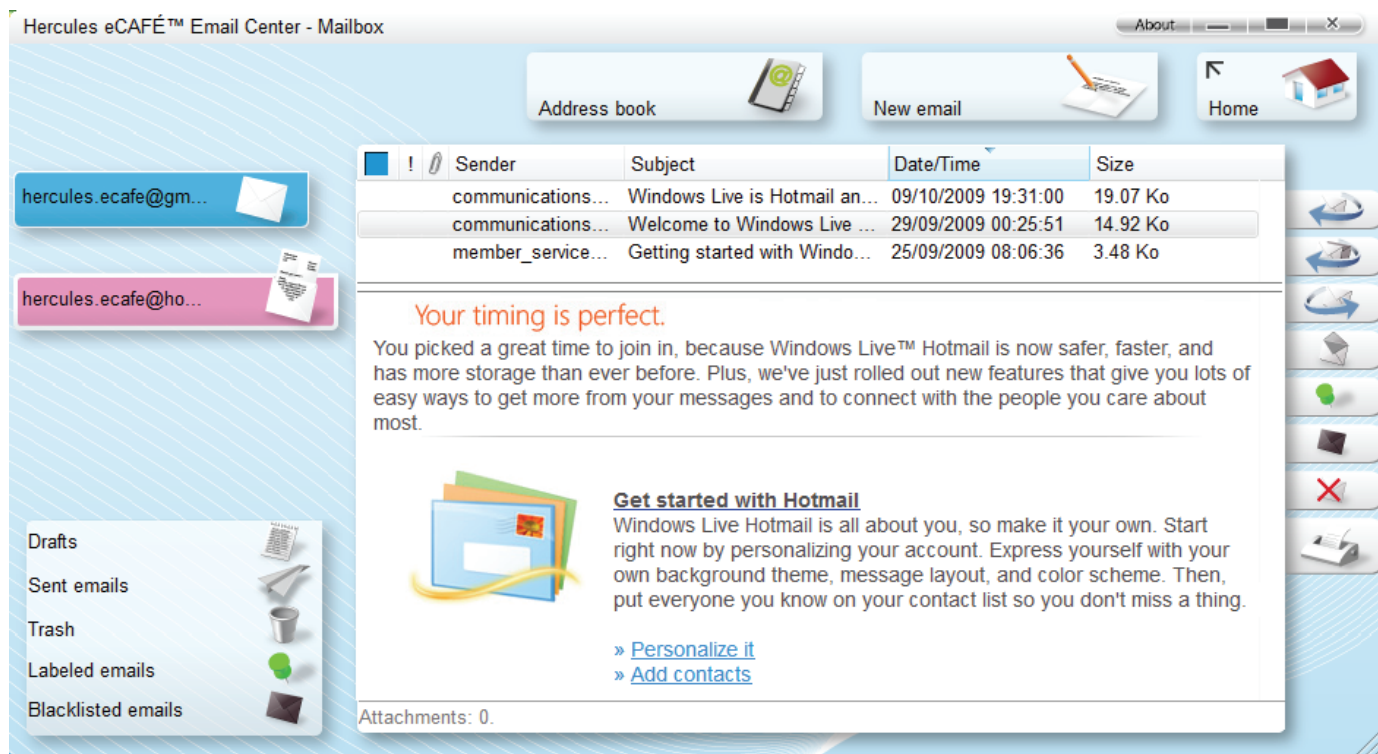 Hercules eCAFÉ™ Email Center - Mailbox
About
Address book
New email
Home
hercules.ecafe@gm...
hercules.ecafe@ho...
! Sender Subject Date/Time Size
communications... Windows Live is Hotmail an... 09/10/2009 19:31:00 19.07 Ko
communications... Welcome to Windows Live ... 29/09/2009 00:25:51 14.92 Ko
member_service... Getting started with Windo... 25/09/2009 08:06:36 3.48 Ko
Your timing is perfect.
You picked a great time to join in, because Windows Live™ Hotmail is now safer, faster, and
has more storage than ever before. Plus, we've just rolled out new features that give you lots of
easy ways to get more from your messages and to connect with the people you care about
most.
Get started with Hotmail
Windows Live Hotmail is all about you, so make it your own. Start
right now by personalizing your account. Express yourself with your
own background theme, message layout, and color scheme. Then,
put everyone you know on your contact list so you don't miss a thing.
» Personalize it
» Add contacts
Attachments: 0.
Drafts
Sent emails
Trash
Labeled emails
Blacklisted emails